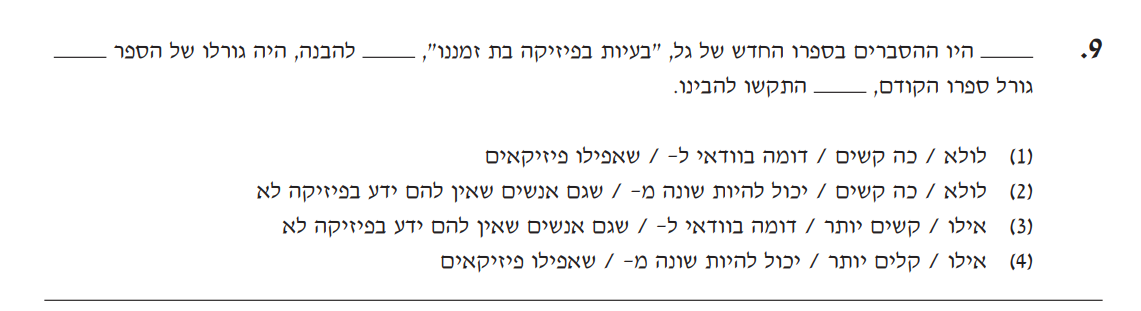 9. _____ היו ההסברים בספרו החדש של גל, "בעיות בפיזיקה בת זמננו", _____ להבנה, היה גורלו של הספר _____
גורל ספרו הקודם, _____ התקשו להבינו.
(1) לולא / כה קשים / דומה בוודאי ל- / שאפילו פיזיקאים
(2) לולא / כה קשים / יכול להיות שונה מ- / שגם אנשים שאין להם ידע בפיזיקה לא
(3) אילו / קשים יותר / דומה בוודאי ל- / שגם אנשים שאין להם ידע בפיזיקה לא
(4) אילו / קלים יותר / יכול להיות שונה מ- / שאפילו פיזיקאים